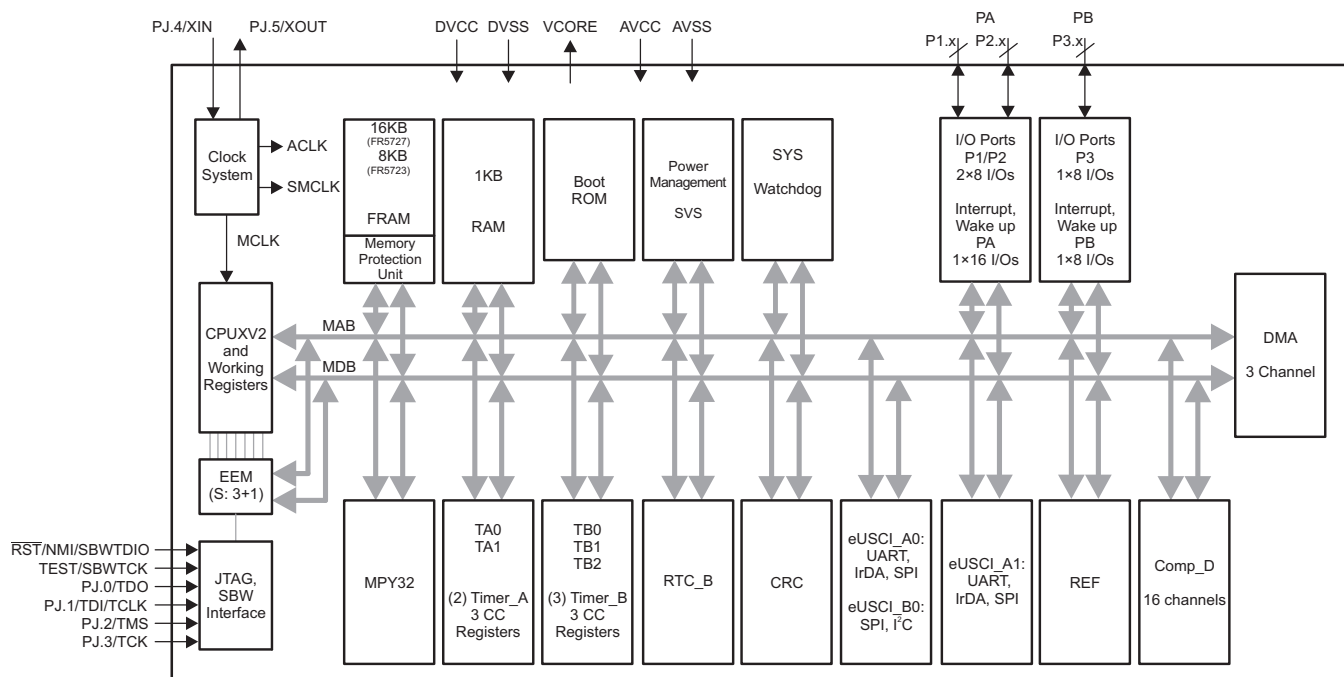 PJ.4/XIN
PJ.5/XOUT
DVCC
DVSS
VCORE
AVCC
AVSS
PA
P1.x
P2.x
PB
P3.x
Clock
System
ACLK
SMCLK
MCLK
16KB
(FR5727)
8KB
(FR5723)
FRAM
Memory
Protection
Unit
1KB
RAM
Boot
ROM
Power
Management
SVS
SYS
Watchdog
I/O Ports
P1/P2
2×8 I/Os
Interrupt,
Wake up
PA
1×16 I/Os
I/O Ports
P3
1×8 I/Os
Interrupt,
Wake up
PB
1×8 I/Os
CPUXV2
and
Working
Registers
MAB
MDB
DMA
3 Channel
EEM
(S: 3+1)
RST/NMI/SBWTDIO
TEST/SBWTCK
PJ.0/TDO
PJ.1/TDI/TCLK
PJ.2/TMS
PJ.3/TCK
JTAG,
SBW
Interface
MPY32
TA0
TA1
(2) Timer_A
3 CC
Registers
TB0
TB1
TB2
(3) Timer_B
3 CC
Registers
RTC_B
CRC
eUSCI_A0:
UART,
IrDA, SPI
eUSCI_B0:
SPI, I²C
eUSCI_A1:
UART,
IrDA, SPI
REF
Comp_D
16 channels